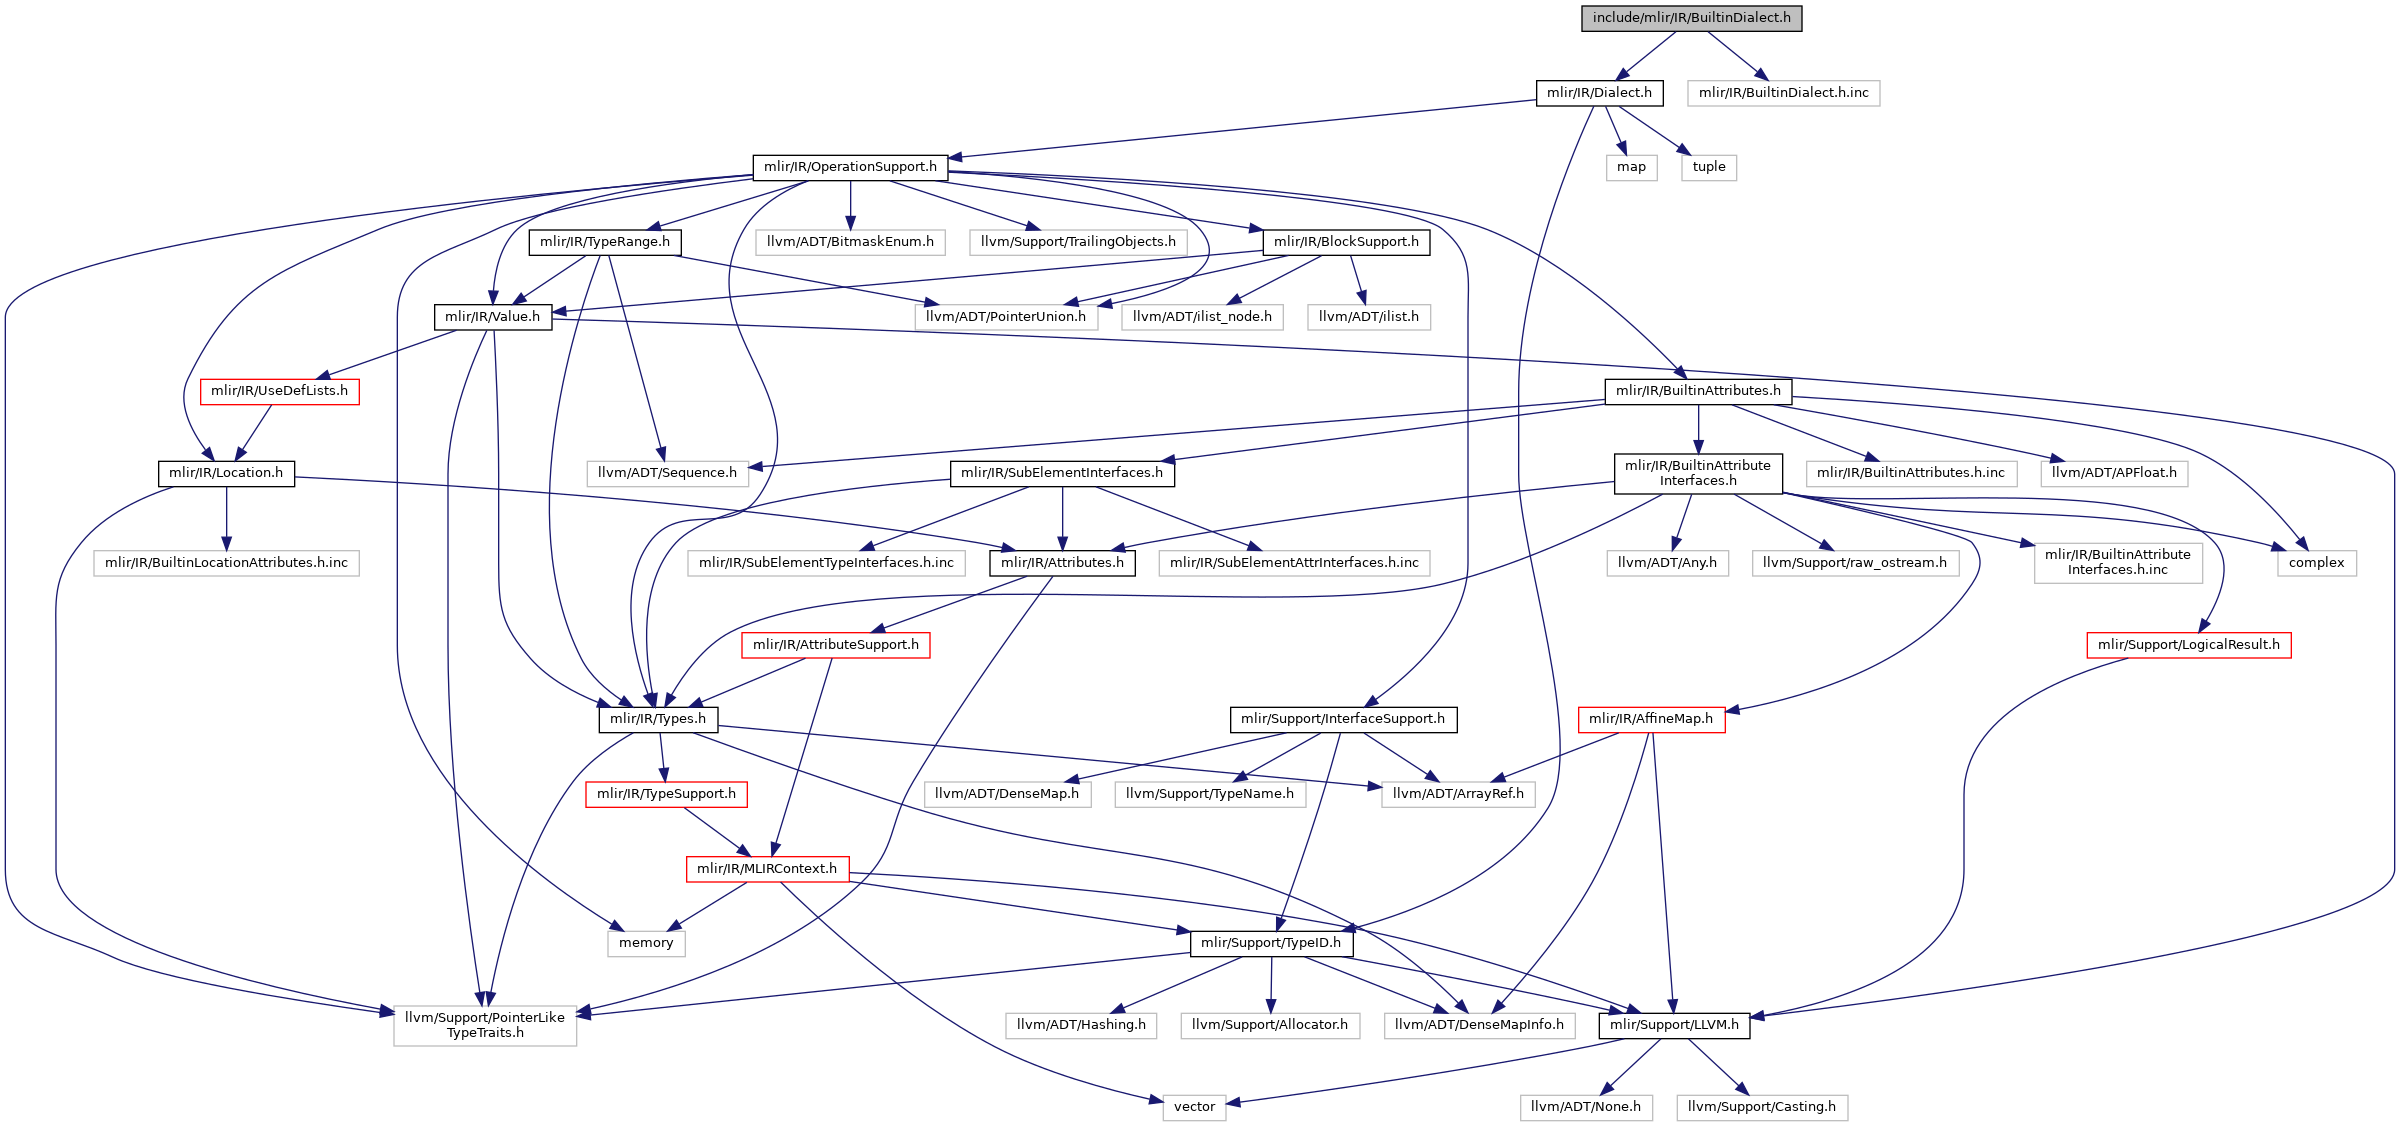 include/mlir/IR/BuiltinDialect.h
mlir/IR/Dialect.h
mlir/IR/BuiltinDialect.h.inc
mlir/IR/OperationSupport.h
map
tuple
mlir/IR/TypeRange.h
llvm/ADT/BitmaskEnum.h
llvm/Support/TrailingObjects.h
mlir/IR/BlockSupport.h
mlir/IR/Value.h
llvm/ADT/PointerUnion.h
llvm/ADT/ilist_node.h
llvm/ADT/ilist.h
mlir/IR/UseDefLists.h
mlir/IR/BuiltinAttributes.h
mlir/IR/Location.h
llvm/ADT/Sequence.h
mlir/IR/SubElementInterfaces.h
mlir/IR/BuiltinAttribute
Interfaces.h
mlir/IR/BuiltinAttributes.h.inc
llvm/ADT/APFloat.h
mlir/IR/BuiltinLocationAttributes.h.inc
mlir/IR/SubElementTypeInterfaces.h.inc
mlir/IR/Attributes.h
mlir/IR/SubElementAttrInterfaces.h.inc
llvm/ADT/Any.h
llvm/Support/raw_ostream.h
mlir/IR/BuiltinAttribute
Interfaces.h.inc
complex
mlir/IR/AttributeSupport.h
mlir/Support/LogicalResult.h
mlir/IR/Types.h
mlir/Support/InterfaceSupport.h
mlir/IR/AffineMap.h
mlir/IR/TypeSupport.h
llvm/ADT/DenseMap.h
llvm/Support/TypeName.h
llvm/ADT/ArrayRef.h
mlir/IR/MLIRContext.h
memory
mlir/Support/TypeID.h
llvm/Support/PointerLike
TypeTraits.h
llvm/ADT/Hashing.h
llvm/Support/Allocator.h
llvm/ADT/DenseMapInfo.h
mlir/Support/LLVM.h
vector
llvm/ADT/None.h
llvm/Support/Casting.h